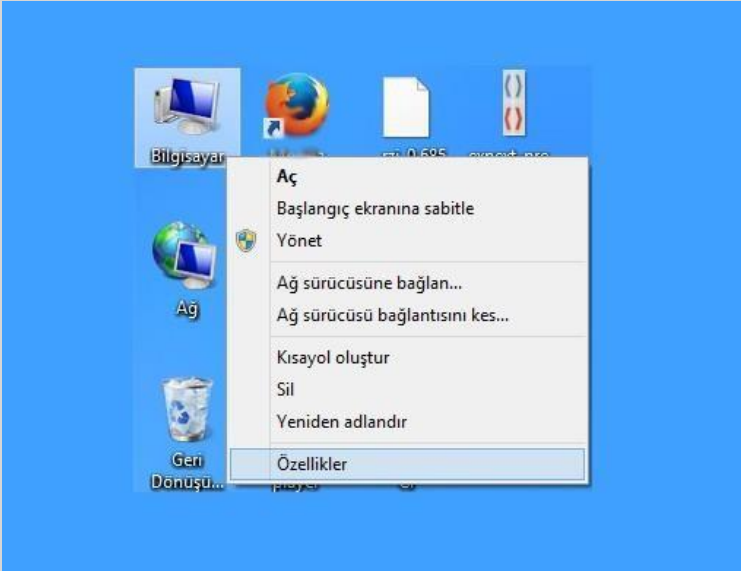 Bilgisayar
Aç
Başlangıç ekranına sabitle
Yönet
Ağ sürücüsüne bağlan...
Ağ sürücüsü bağlantısını kes...
Kısayol oluştur
Sil
Yeniden adlandır
Özellikler
Ağ
Geri
Dönüşü...